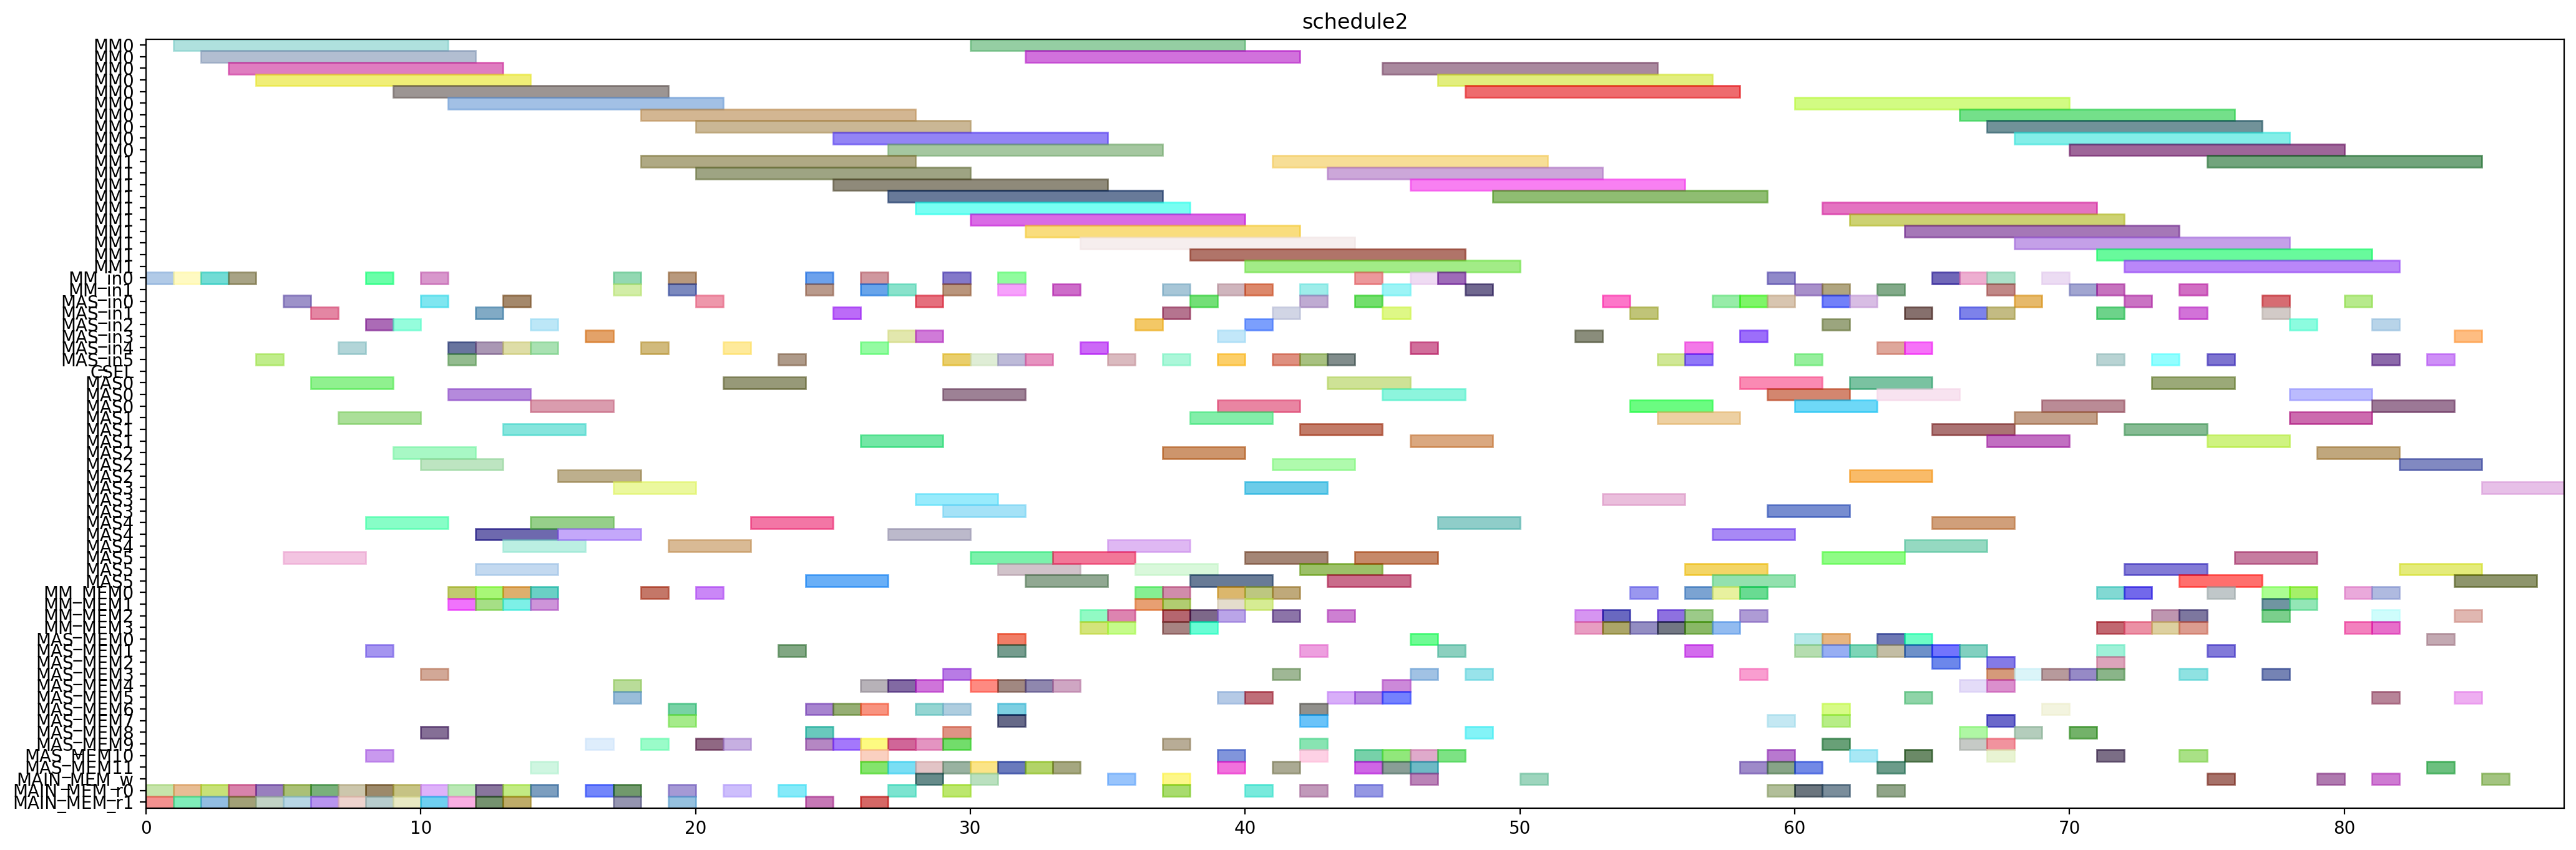 schedule2
MM0
MM0
MM0
MM0
MM0
MM0
MM0
MM0
MM0
MM0
MM1
MM1
MM1
MM1
MM1
MM1
MM1
MM1
MM1
MM1
MM_in0
MM_in1
MAS_in0
MAS_in1
MAS_in2
MAS_in3
MAS_in4
MAS_in5
CSEL
MAS0
MAS0
MAS0
MAS1
MAS1
MAS1
MAS2
MAS2
MAS2
MAS3
MAS3
MAS3
MAS4
MAS4
MAS4
MAS5
MAS5
MAS5
MM_MEM0
MM_MEM1
MM_MEM2
MM_MEM3
MAS_MEM0
MAS_MEM1
MAS_MEM2
MAS_MEM3
MAS_MEM4
MAS_MEM5
MAS_MEM6
MAS_MEM7
MAS_MEM8
MAS_MEM9
MAS_MEM10
MAS_MEM11
MAIN_MEM_w
MAIN_MEM_r0
MAIN_MEM_r1
0 10 20 30 40 50 60 70 80